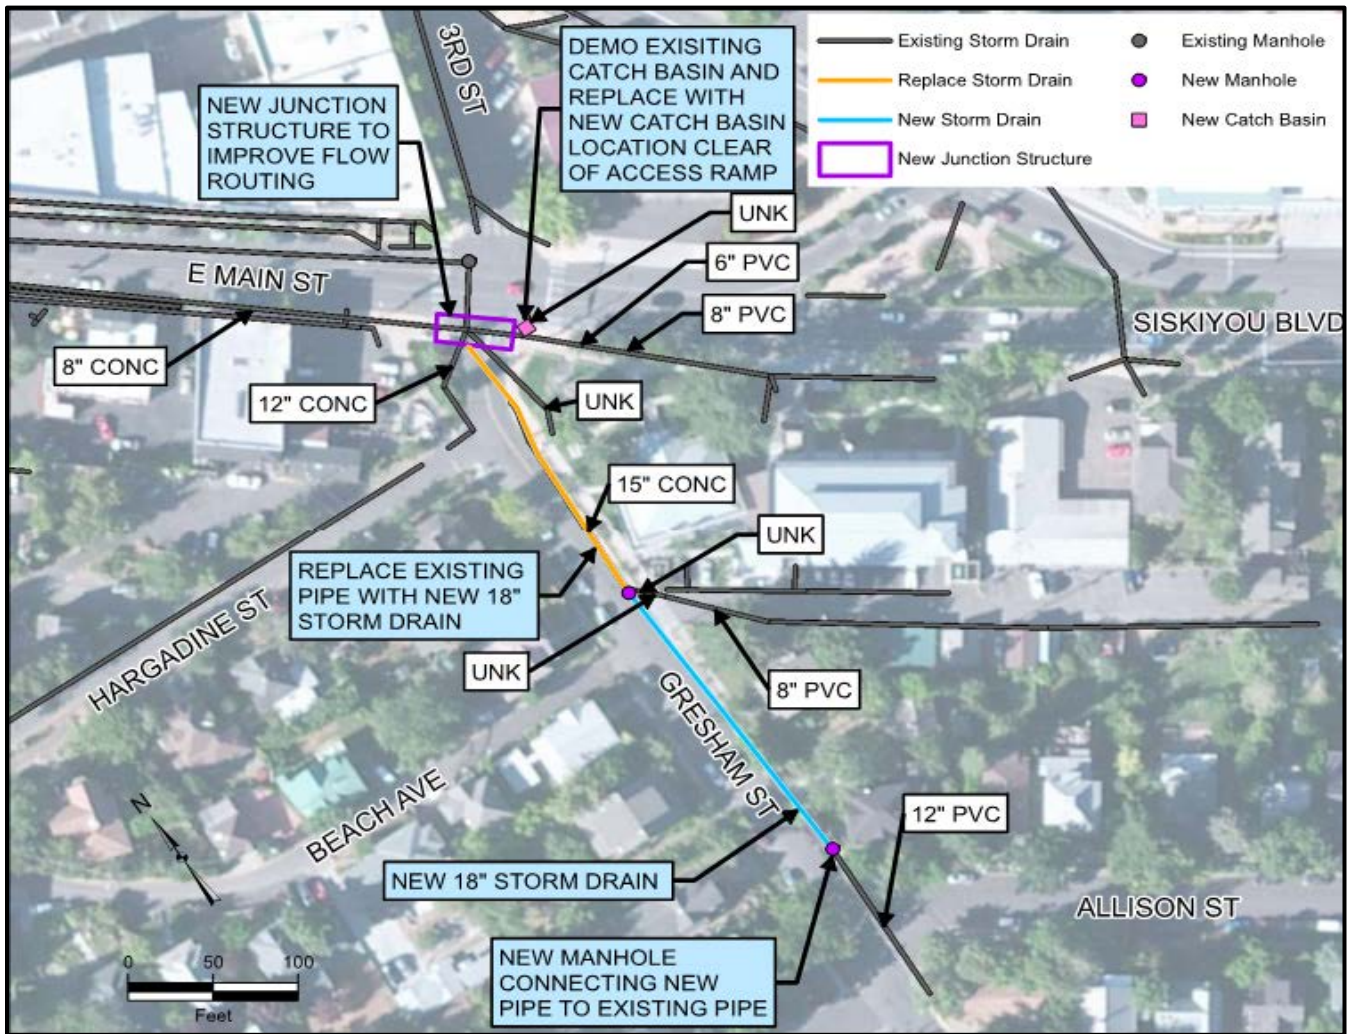 3RD ST
DEMO EXISITING
CATCH BASIN AND
REPLACE WITH
NEW CATCH BASIN
LOCATION CLEAR
OF ACCESS RAMP
Existing Storm Drain
Existing Manhole
Replace Storm Drain
New Manhole
New Storm Drain
New Catch Basin
New Junction Structure
NEW JUNCTION
STRUCTURE TO
IMPROVE FLOW
ROUTING
UNK
6" PVC
8" PVC
E MAIN ST
SISKIYOU BLVD
8" CONC
12" CONC
UNK
15" CONC
UNK
REPLACE EXISTING
PIPE WITH NEW 18"
STORM DRAIN
HARGADINE ST
UNK
8" PVC
GRESHAM ST
BEACH AVE
N
12" PVC
NEW 18" STORM DRAIN
ALLISON ST
NEW MANHOLE
CONNECTING NEW
PIPE TO EXISTING PIPE
0 50 100
Feet